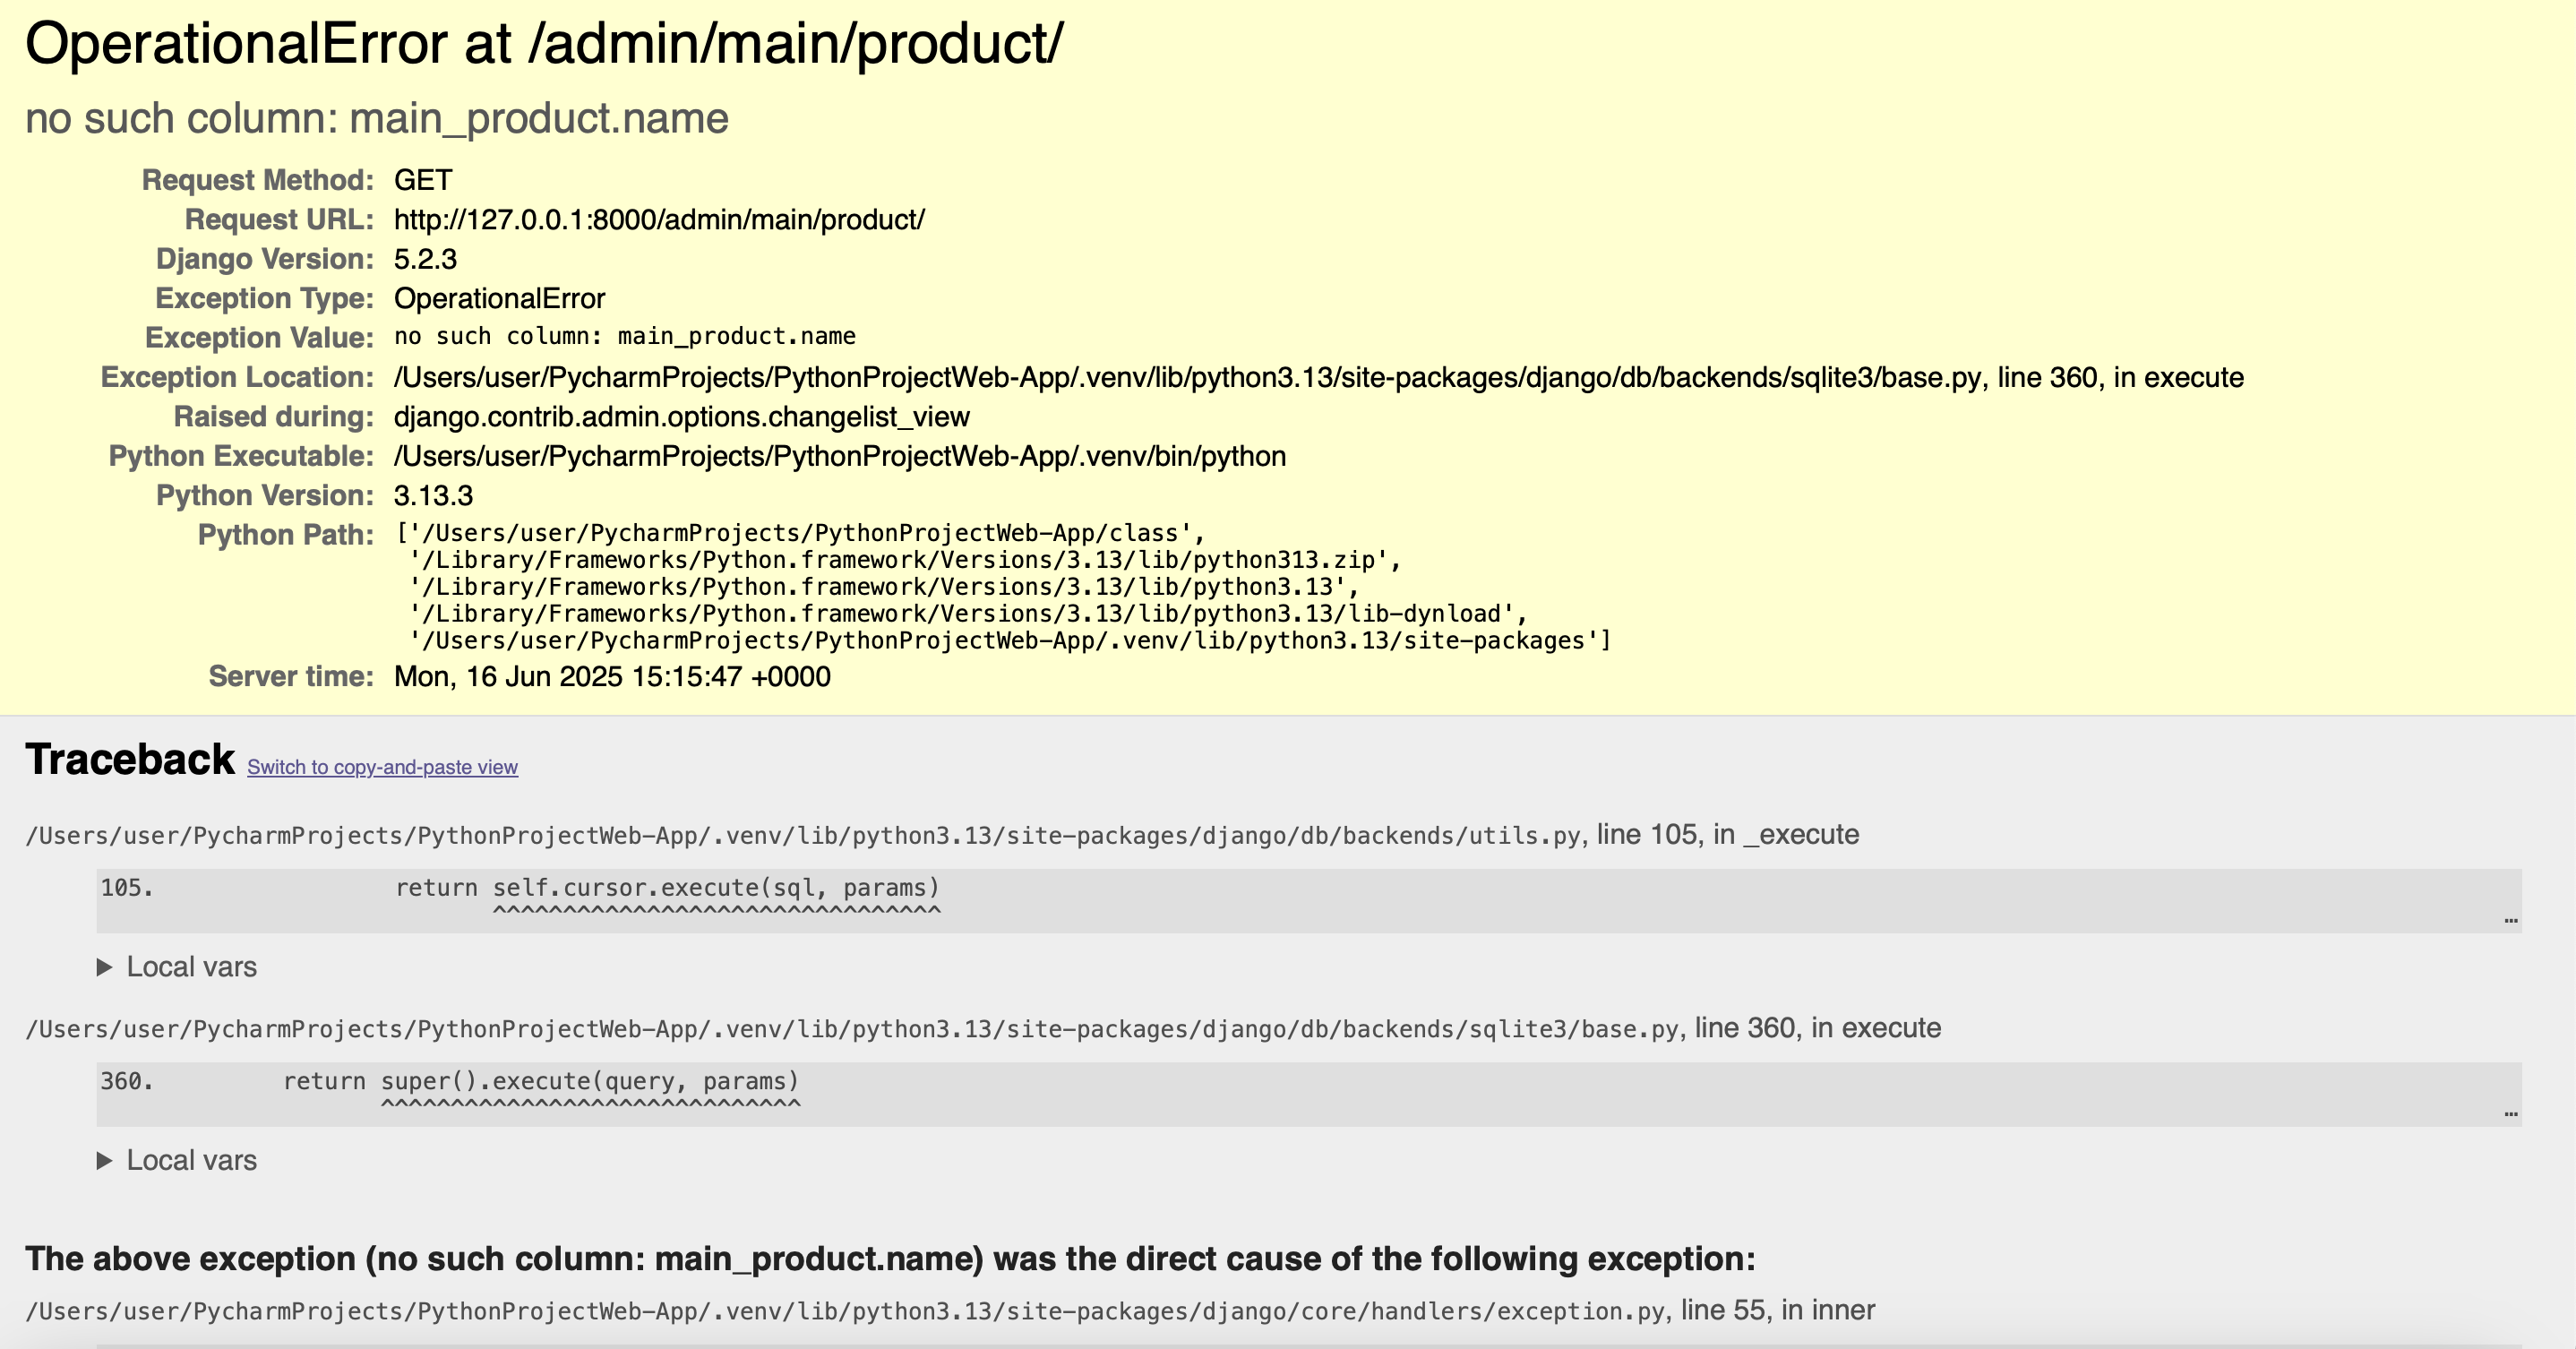 OperationalError at /admin/main/product/
no such column: main_product.name
Request Method: GET
Request URL: http://127.0.0.1:8000/admin/main/product/
Django Version: 5.2.3
Exception Type: OperationalError
Exception Value: no such column: main_product.name
Exception Location: /Users/user/PycharmProjects/PythonProjectWeb-App/.venv/lib/python3.13/site-packages/django/db/backends/sqlite3/base.py, line 360, in execute
Raised during: django.contrib.admin.options.changelist_view
Python Executable: /Users/user/PycharmProjects/PythonProjectWeb-App/.venv/bin/python
Python Version: 3.13.3
Python Path: ['/Users/user/PycharmProjects/PythonProjectWeb-App/class',
'/Library/Frameworks/Python.framework/Versions/3.13/lib/python313.zip',
'/Library/Frameworks/Python.framework/Versions/3.13/lib/python3.13',
'/Library/Frameworks/Python.framework/Versions/3.13/lib/python3.13/lib-dynload',
'/Users/user/PycharmProjects/PythonProjectWeb-App/.venv/lib/python3.13/site-packages']
Server time: Mon, 16 Jun 2025 15:15:47 +0000
Traceback Switch to copy-and-paste view
/Users/user/PycharmProjects/PythonProjectWeb-App/.venv/lib/python3.13/site-packages/django/db/backends/utils.py, line 105, in _execute
105. return self.cursor.execute(sql, params)
^^^^^^^^^^^^^^^^^^^^^^^^^^^^^^^^
…
▶ Local vars
/Users/user/PycharmProjects/PythonProjectWeb-App/.venv/lib/python3.13/site-packages/django/db/backends/sqlite3/base.py, line 360, in execute
360. return super().execute(query, params)
^^^^^^^^^^^^^^^^^^^^^^^^^^^^^^
…
▶ Local vars
The above exception (no such column: main_product.name) was the direct cause of the following exception:
/Users/user/PycharmProjects/PythonProjectWeb-App/.venv/lib/python3.13/site-packages/django/core/handlers/exception.py, line 55, in inner